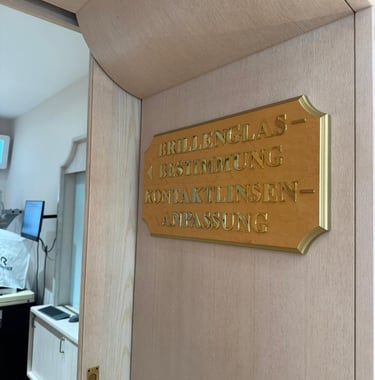 BRILLENGLAS-
BESTIMMUNG
KONTAKTLINSEN-
ANPASSUNG